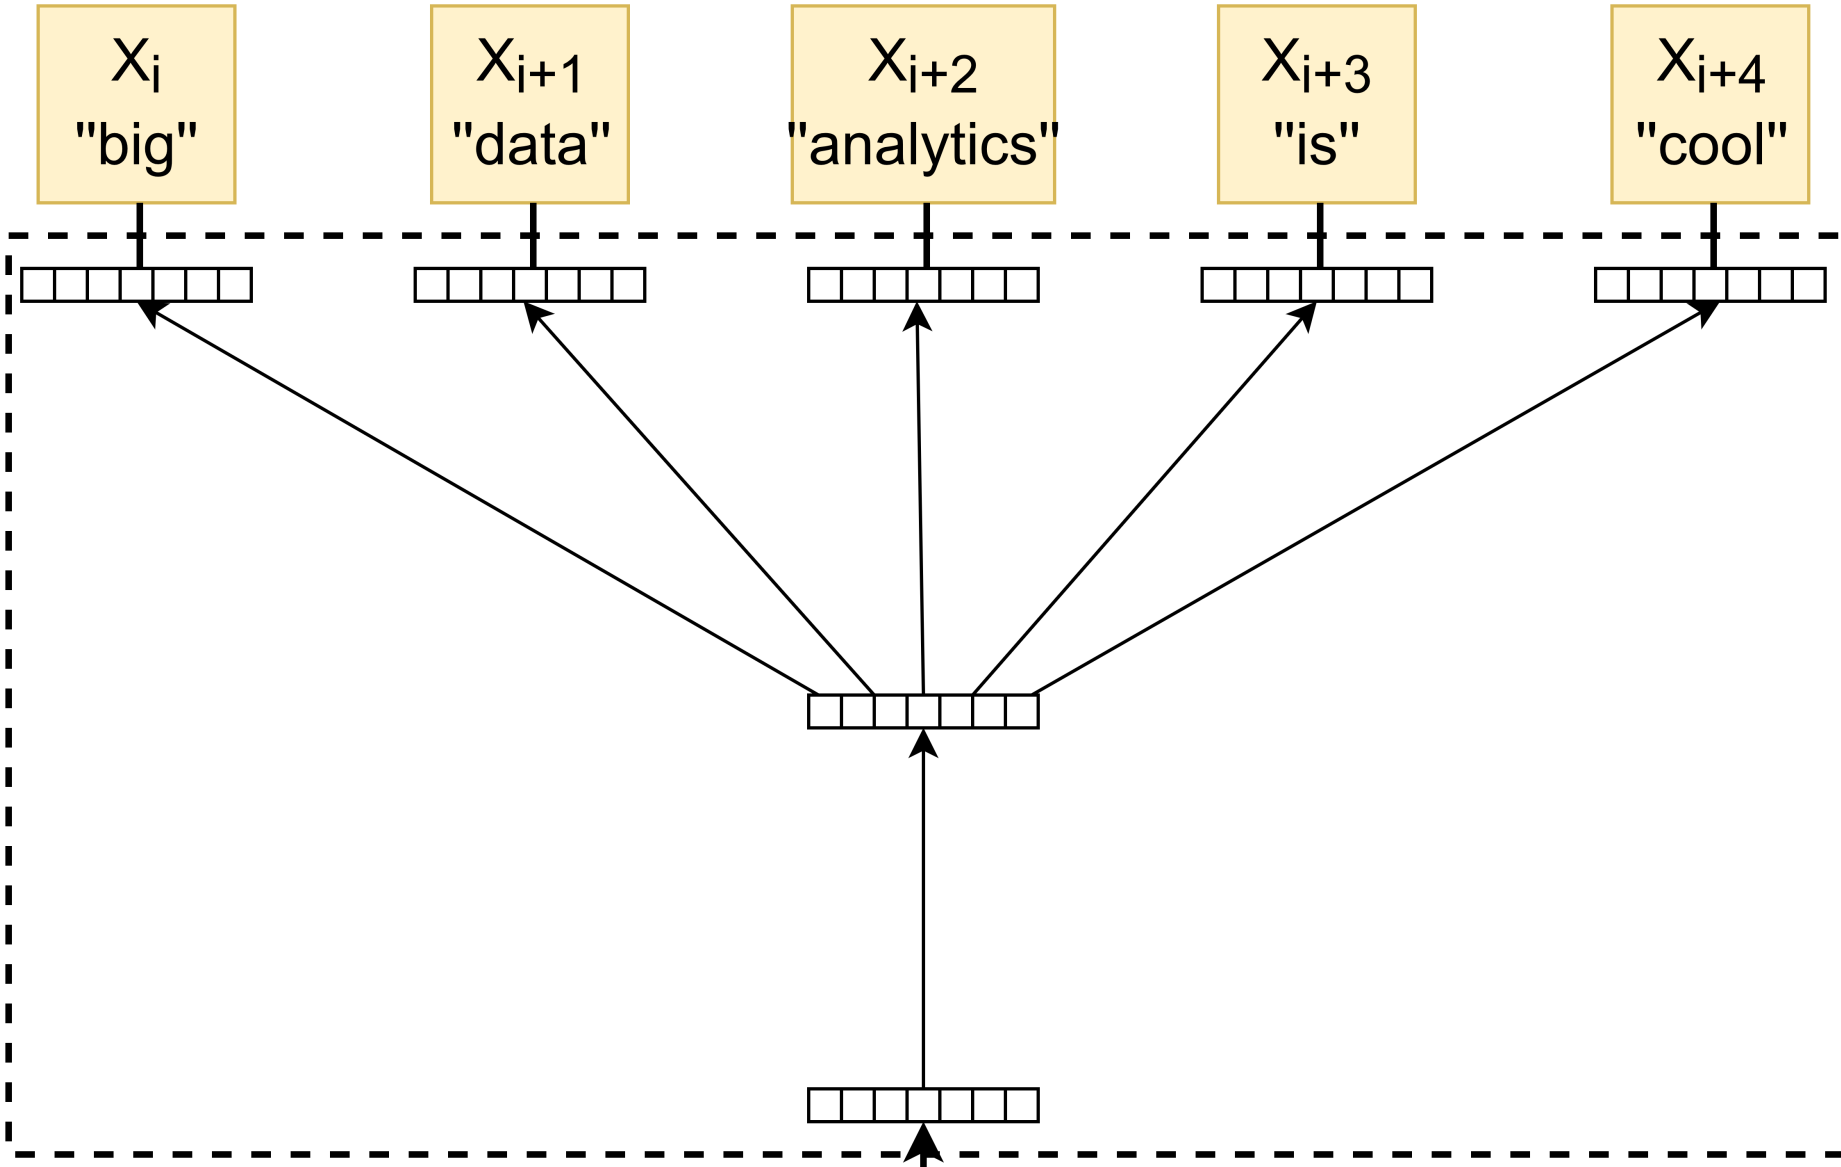 Xi
"big"
Xi+1
"data"
Xi+2
"analytics"
Xi+3
"is"
Xi+4
"cool"